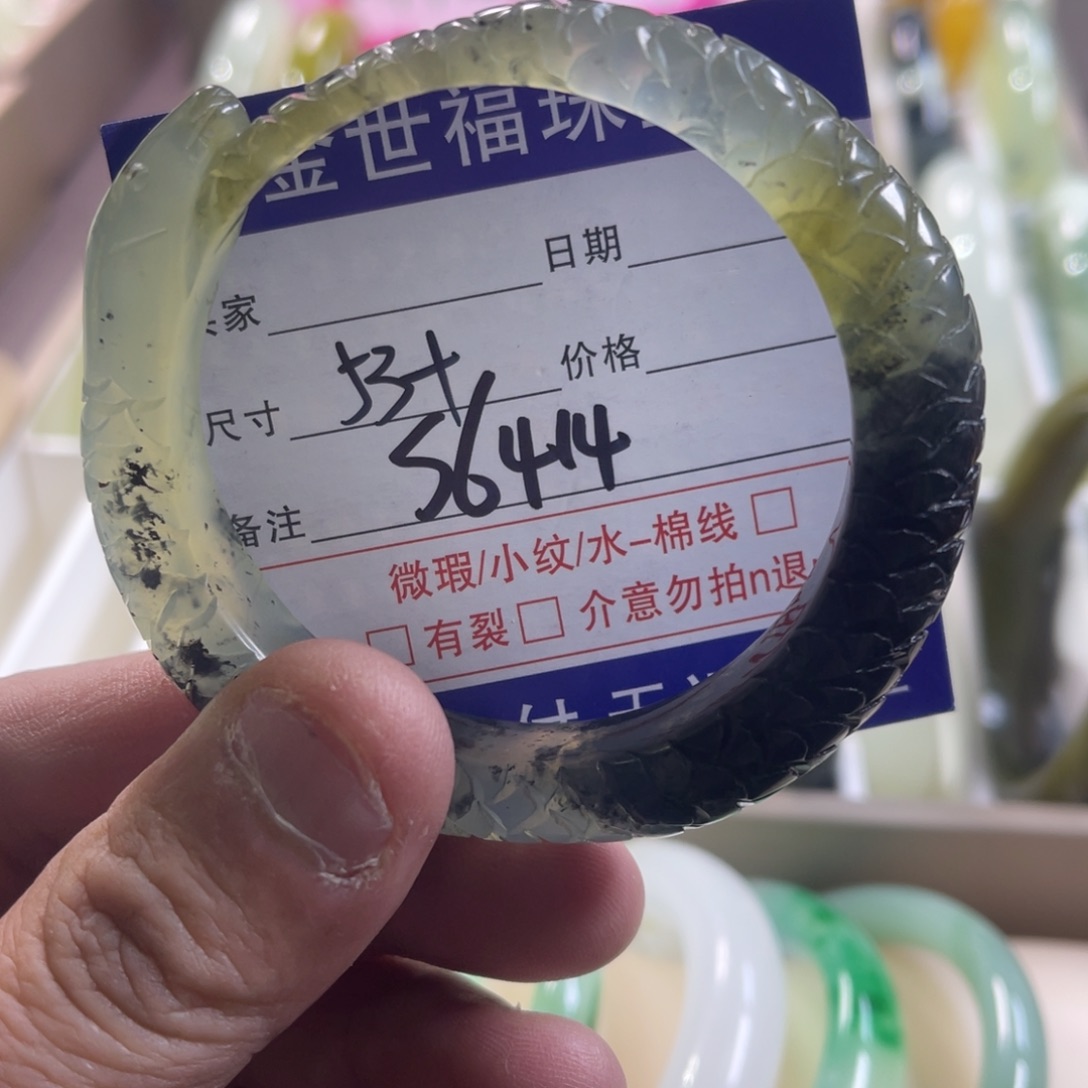 金世福珠
日期
家
尺寸 53+ 价格
56414
备注
微瑕/小纹/水-棉线 □
□ 有裂 □ 介意勿拍n退